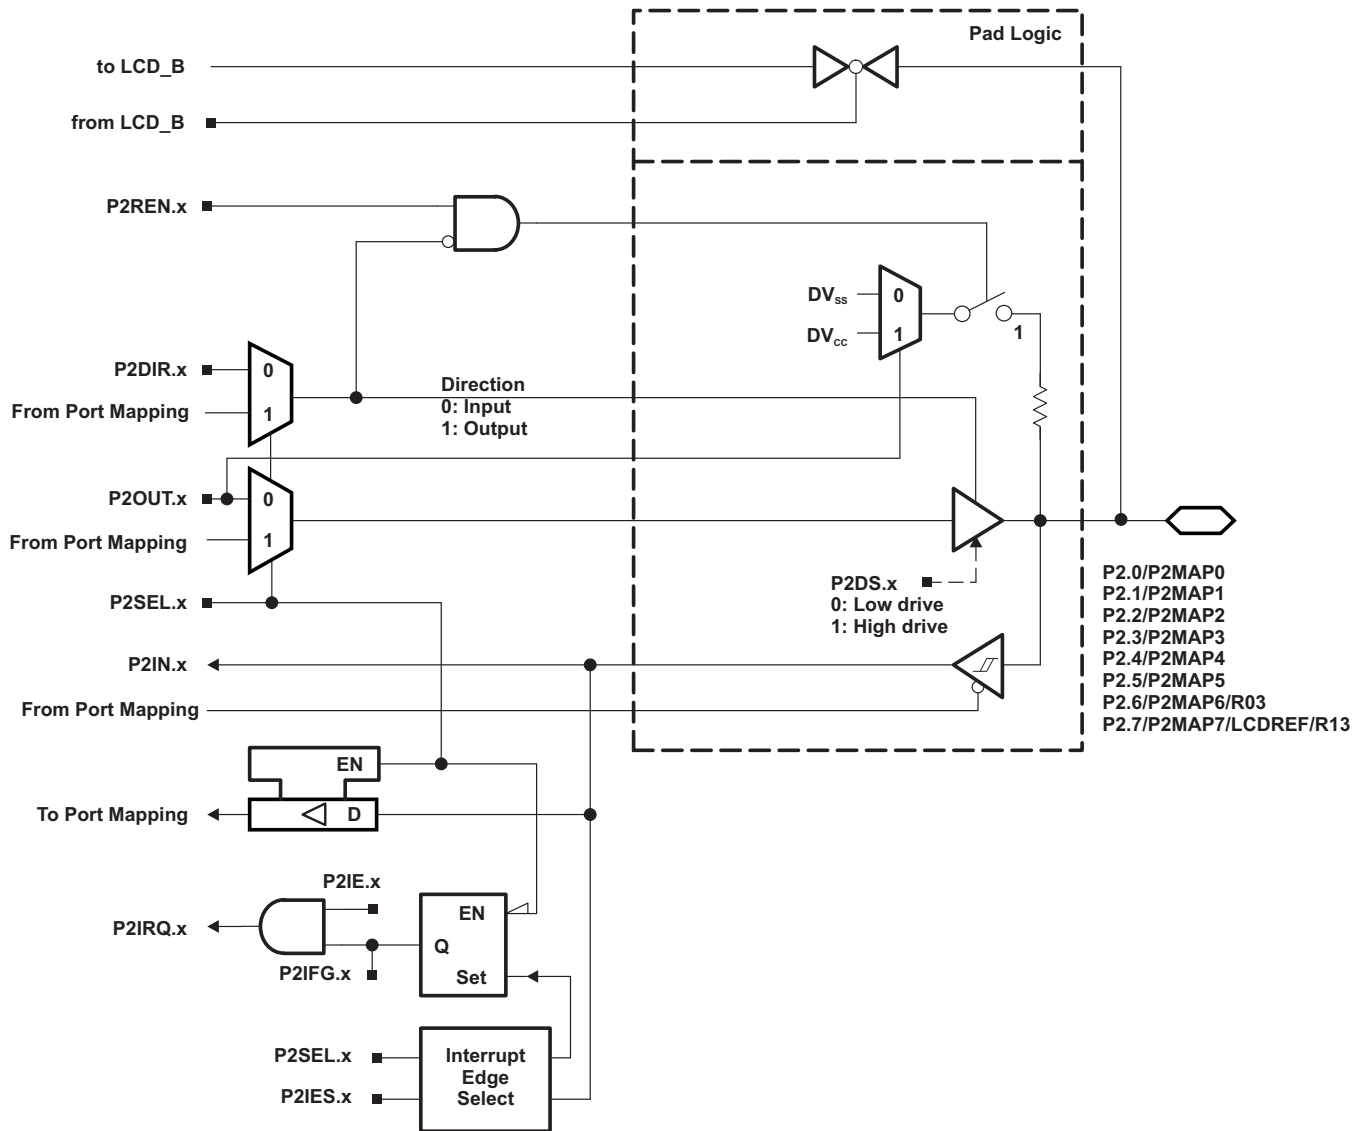 Pad Logic
to LCD_B
from LCD_B
P2REN.x
DVSS
0
DVCC
1
1
P2DIR.x
0
From Port Mapping
1
Direction
0: Input
1: Output
P2OUT.x
0
From Port Mapping
1
P2SEL.x
P2DS.x
0: Low drive
1: High drive
P2.0/P2MAP0
P2.1/P2MAP1
P2.2/P2MAP2
P2.3/P2MAP3
P2.4/P2MAP4
P2.5/P2MAP5
P2.6/P2MAP6/R03
P2.7/P2MAP7/LCDREF/R13
P2IN.x
From Port Mapping
EN
To Port Mapping
D
P2IE.x
P2IRQ.x
EN
Q
P2IFG.x
Set
P2SEL.x
P2IES.x
Interrupt
Edge
Select